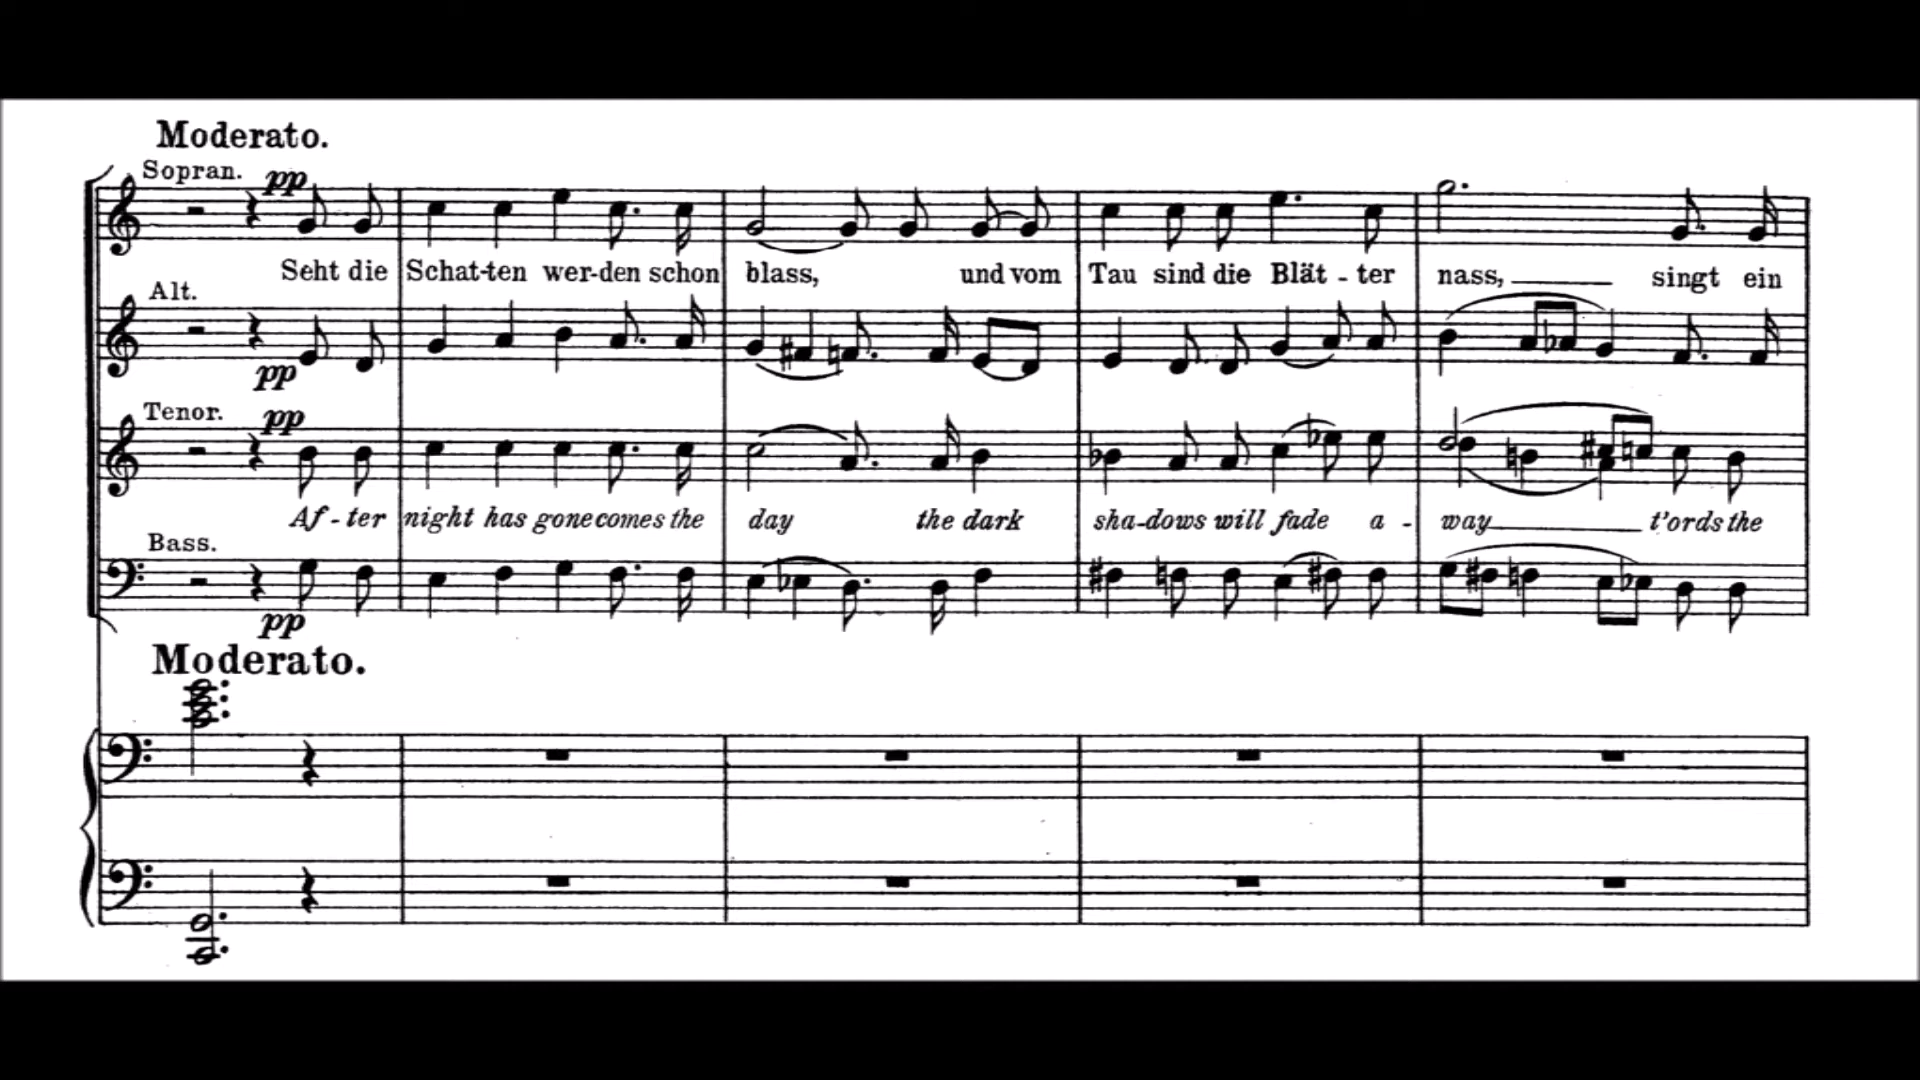 Moderato.
Sopran. pp
Seht die Schat-ten wer-den schon blass, und vom Tau sind die Blät - ter nass, singt ein
Alt.
pp
Tenor. pp
Af - ter night has gone comes the day the dark sha-dows will fade a - way t'ords the
Bass.
pp
Moderato.